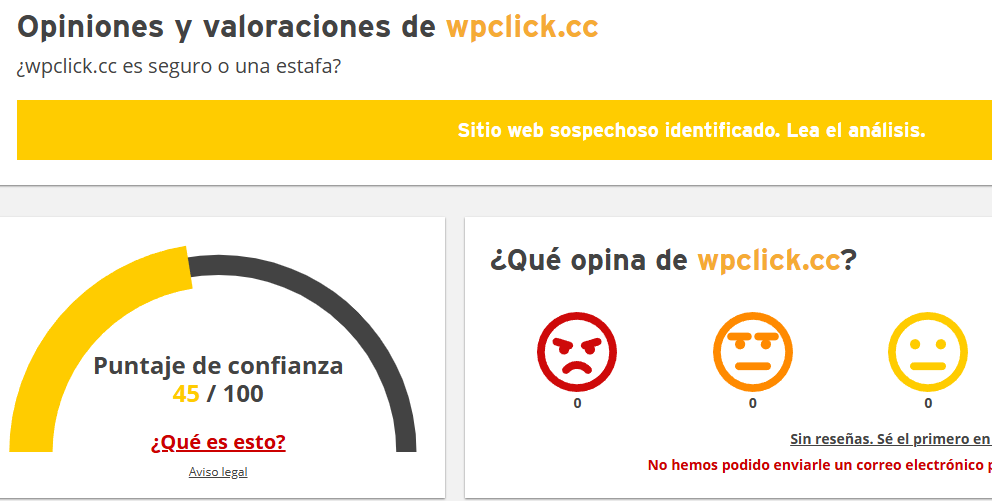 Opiniones y valoraciones de wpclick.cc
¿wpclick.cc es seguro o una estafa?
Sitio web sospechoso identificado. Lea el análisis.
Puntaje de confianza
45 / 100
¿Qué es esto?
Aviso legal
¿Qué opina de wpclick.cc?
0 0 0
Sin reseñas. Sé el primero en
No hemos podido enviarle un correo electrónico